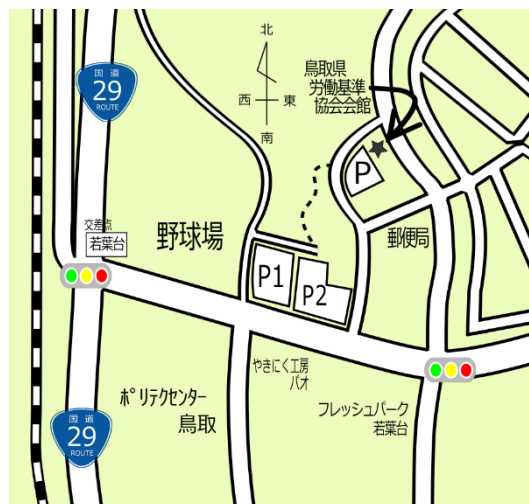 国道
29
ROUTE
北
西
東
南
鳥取県
労働基準
協会会館
P
交差点
若葉台
野球場
郵便局
P1
P2
やきにく工房
パオ
ポリテクセンター
鳥取
フレッシュパーク
若葉台
国道
29
ROUTE